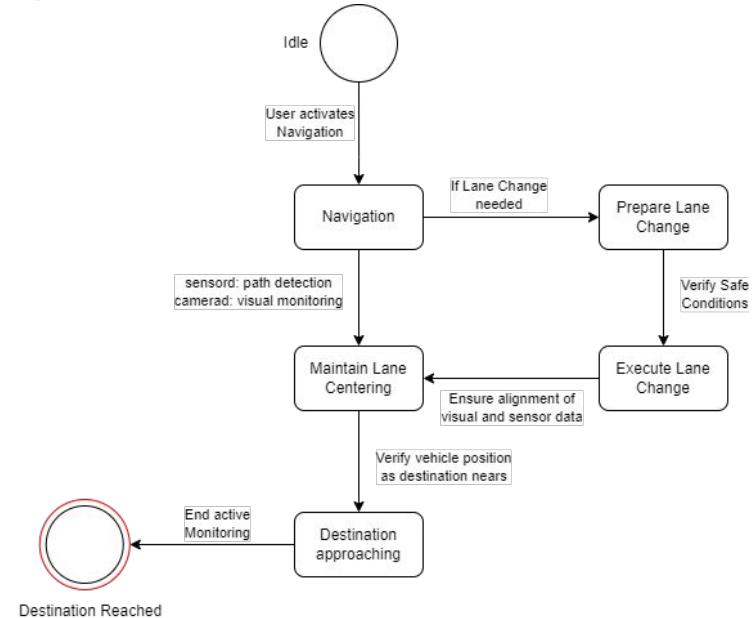 Idle
User activates
Navigation
Navigation
If Lane Change
needed
Prepare Lane
Change
sensord: path detection
camerad: visual monitoring
Verify Safe
Conditions
Maintain Lane
Centering
Ensure alignment of
visual and sensor data
Execute Lane
Change
Verify vehicle position
as destination nears
End active
Monitoring
Destination
approaching
Destination Reached